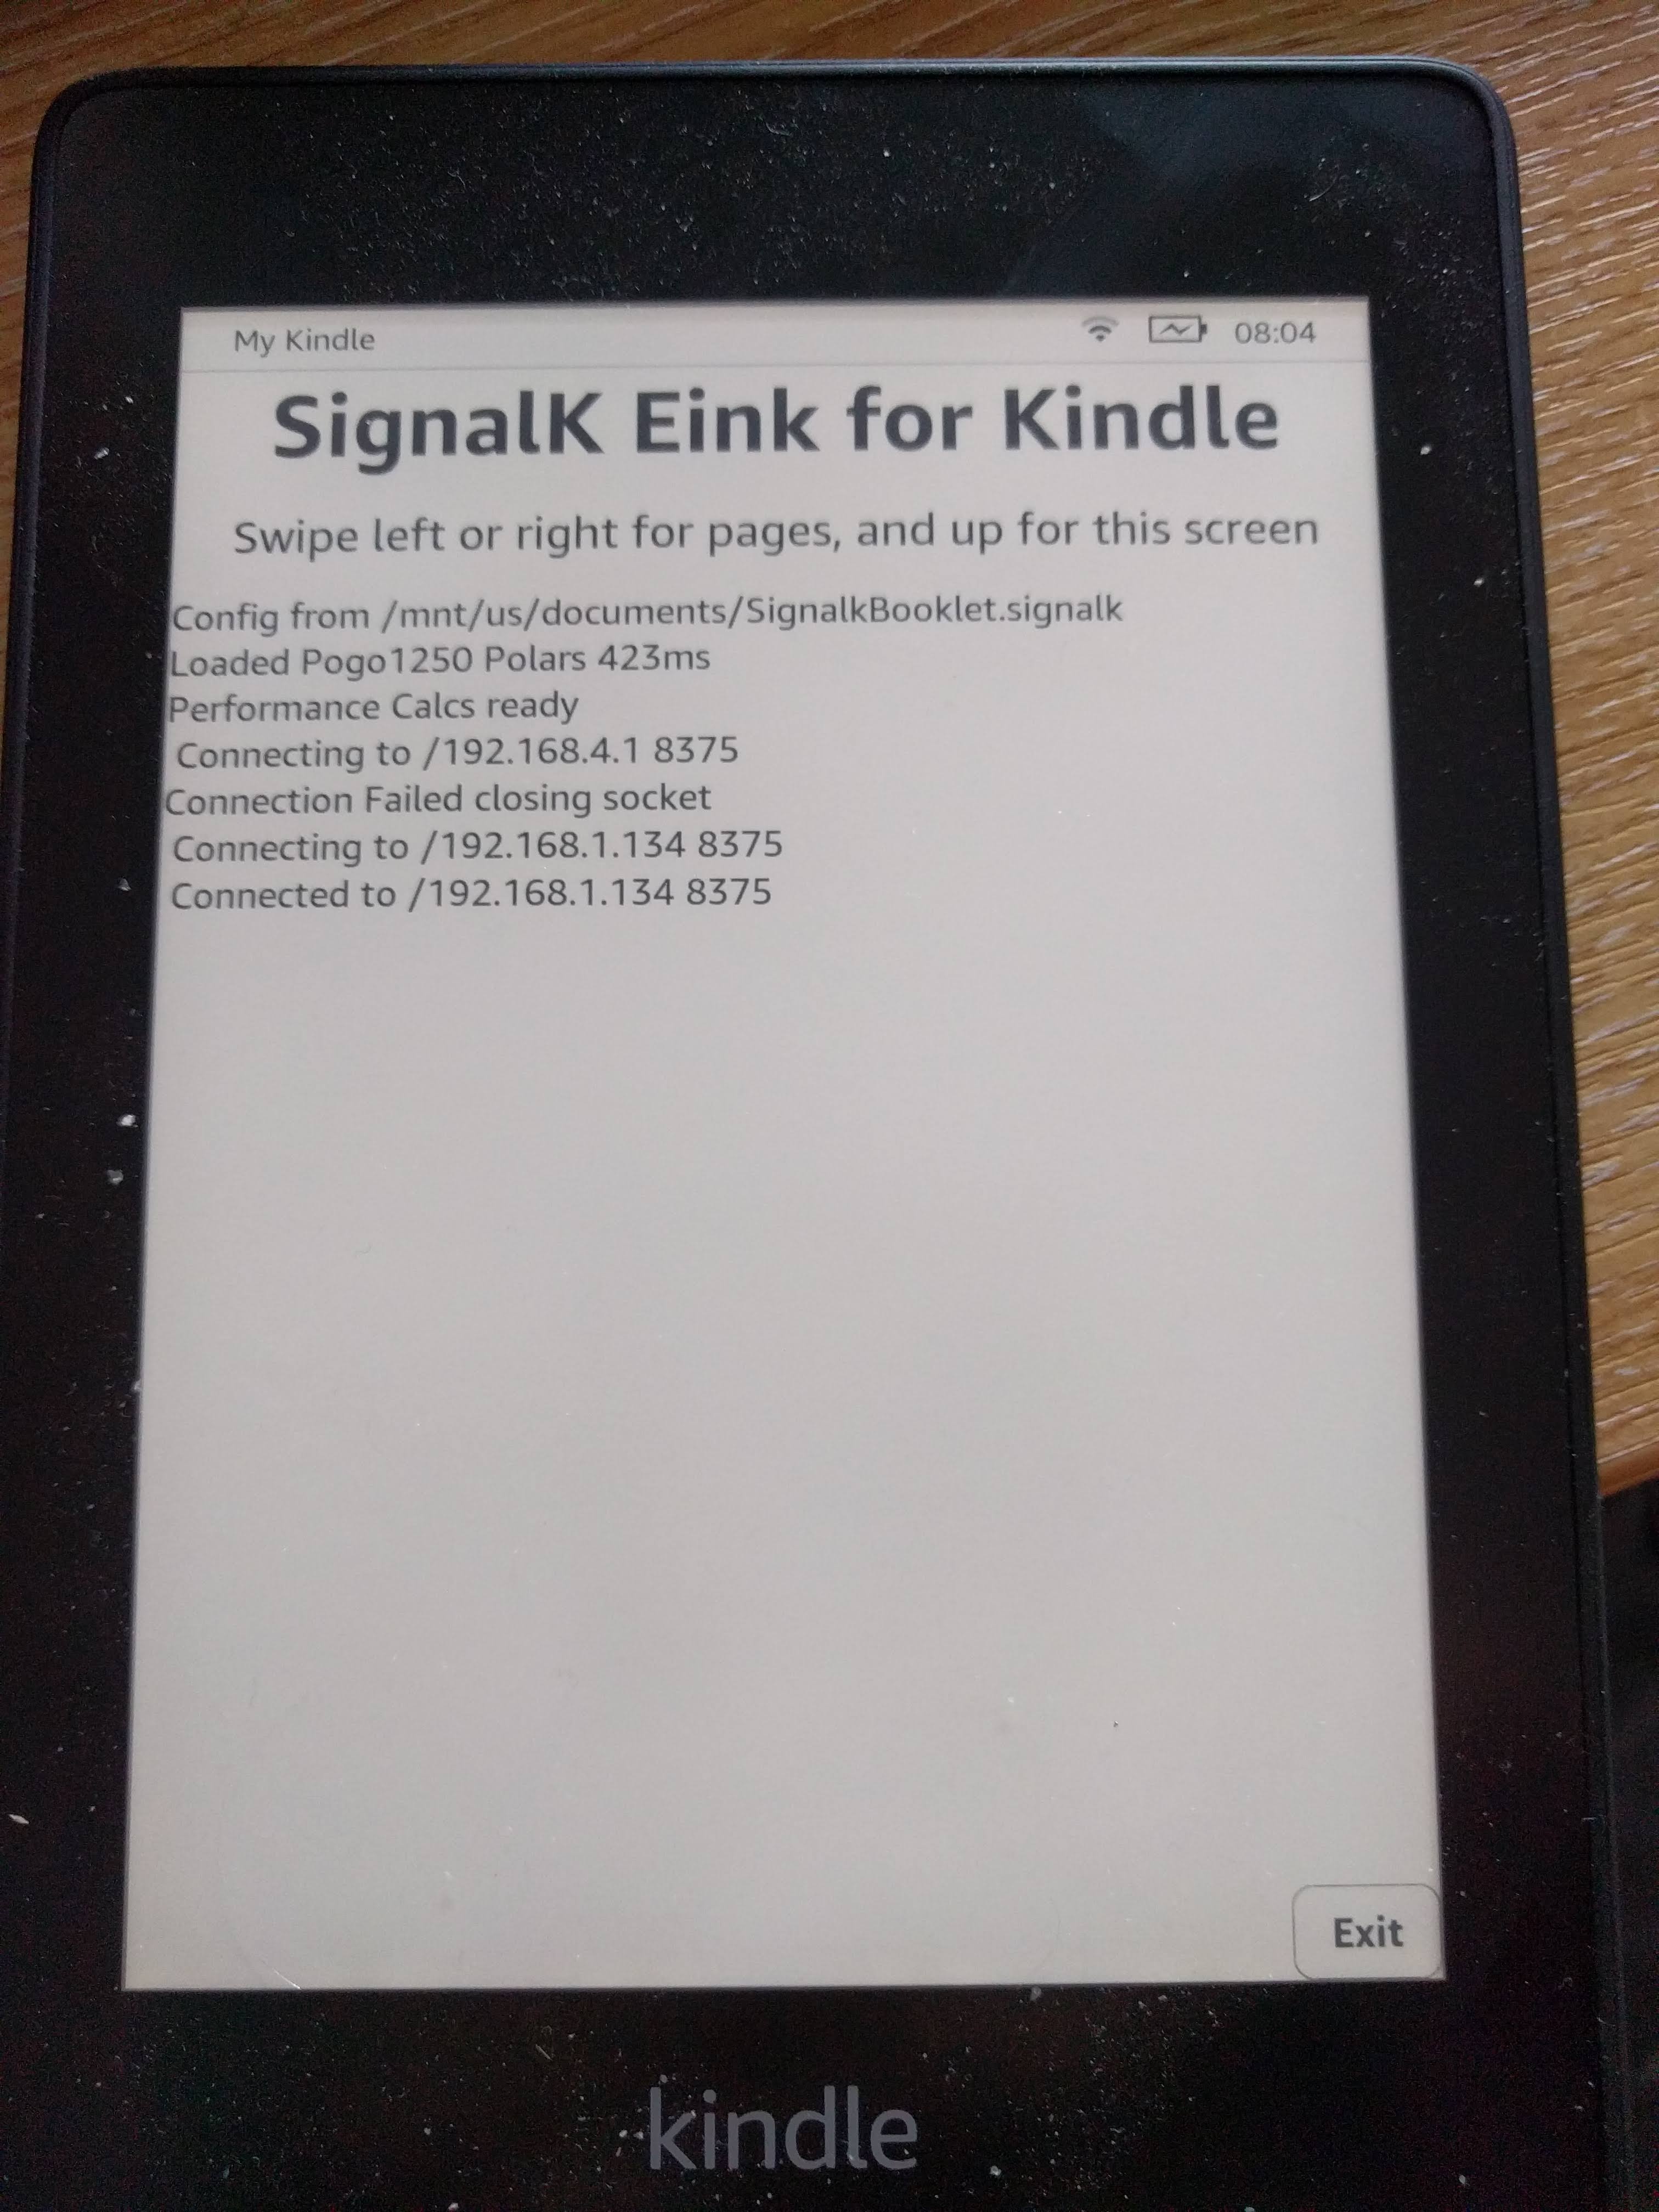 My Kindle 08:04
SignalK Eink for Kindle
Swipe left or right for pages, and up for this screen
Config from /mnt/us/documents/SignalkBooklet.signalk
Loaded Pogo1250 Polars 423ms
Performance Calcs ready
Connecting to /192.168.4.1 8375
Connection Failed closing socket
Connecting to /192.168.1.134 8375
Connected to /192.168.1.134 8375
Exit
kindle